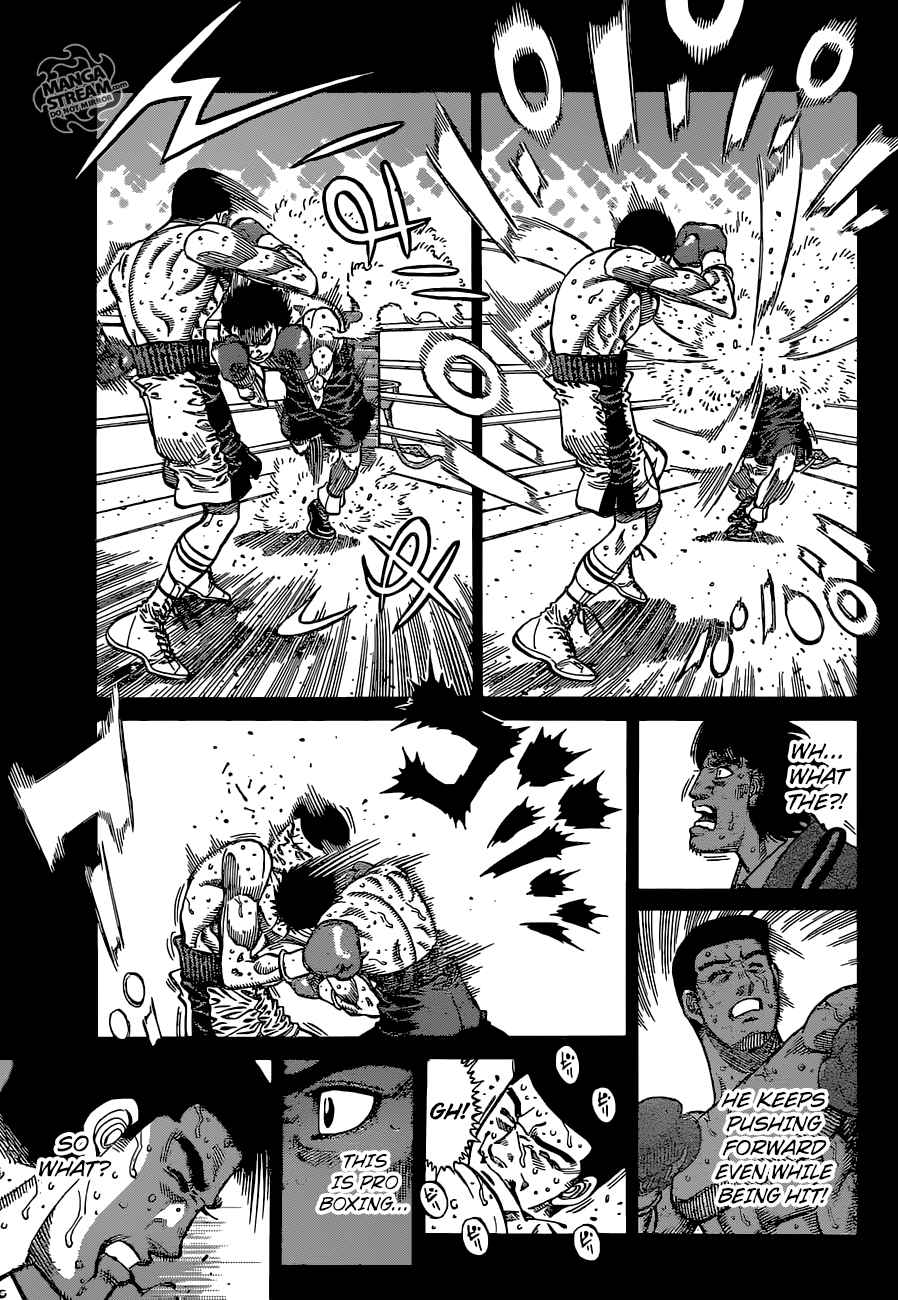 MANGA
STREAM.com
DO NOT MIRROR
WH...
WHAT
THE?!
HE KEEPS
PUSHING
FORWARD
EVEN WHILE
BEING HIT!
GH!
THIS
IS PRO
BOXING...
SO
WHAT?